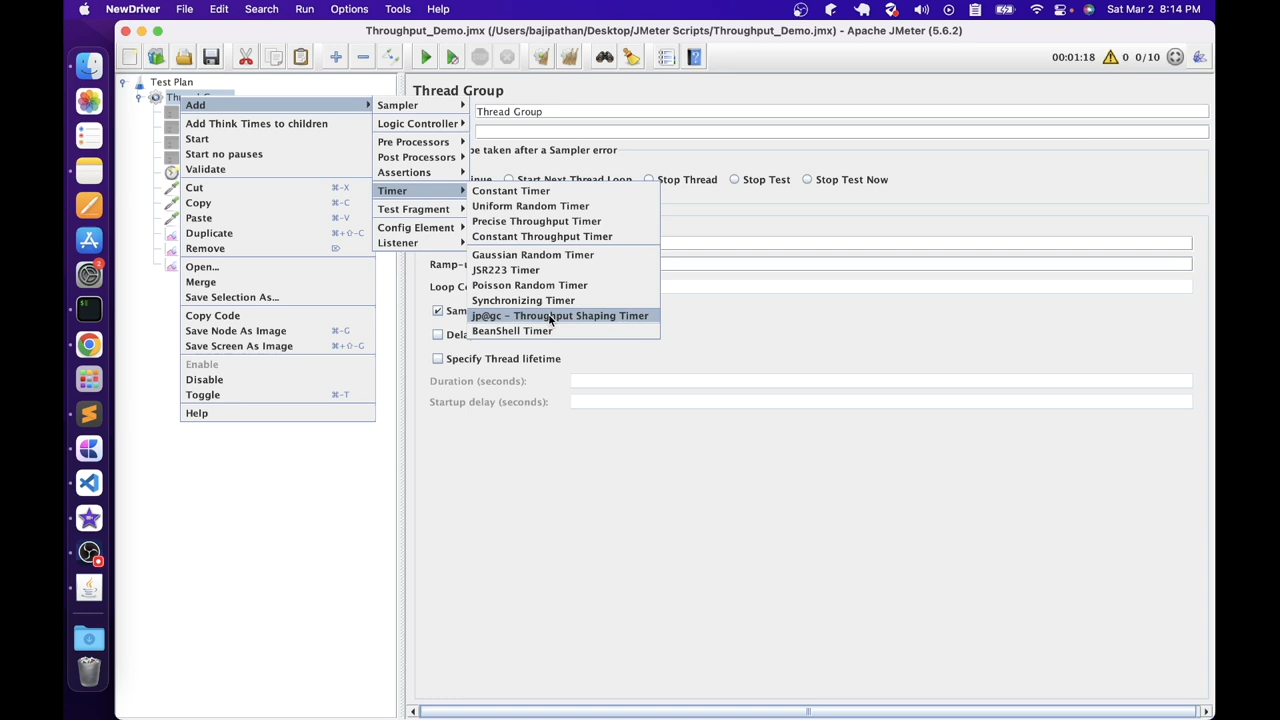 NewDriver File Edit Search Run Options Tools Help Sat Mar 2 8:14 PM
Throughput_Demo.jmx (/Users/bajipathan/Desktop/JMeter Scripts/Throughput_Demo.jmx) - Apache JMeter (5.6.2)
00:01:18 0 0/10
Test Plan
Add
Add Think Times to children
Start
Start no pauses
Validate
Cut ⌘-X
Copy ⌘-C
Paste ⌘-V
Duplicate ⌘+⇧-C
Remove ⌦
Open...
Merge
Save Selection As...
Copy Code
Save Node As Image ⌘-G
Save Screen As Image ⌘+⇧-G
Enable
Disable
Toggle ⌘-T
Help
Sampler
Logic Controller
Pre Processors
Post Processors
Assertions
Timer
Test Fragment
Config Element
Listener
Constant Timer
Uniform Random Timer
Precise Throughput Timer
Constant Throughput Timer
Gaussian Random Timer
JSR223 Timer
Poisson Random Timer
Synchronizing Timer
jp@gc - Throughput Shaping Timer
BeanShell Timer
Thread Group
Thread Group
be taken after a Sampler error
Start Next Thread Loop Stop Thread Stop Test Stop Test Now
Specify Thread lifetime
Duration (seconds):
Startup delay (seconds):
2